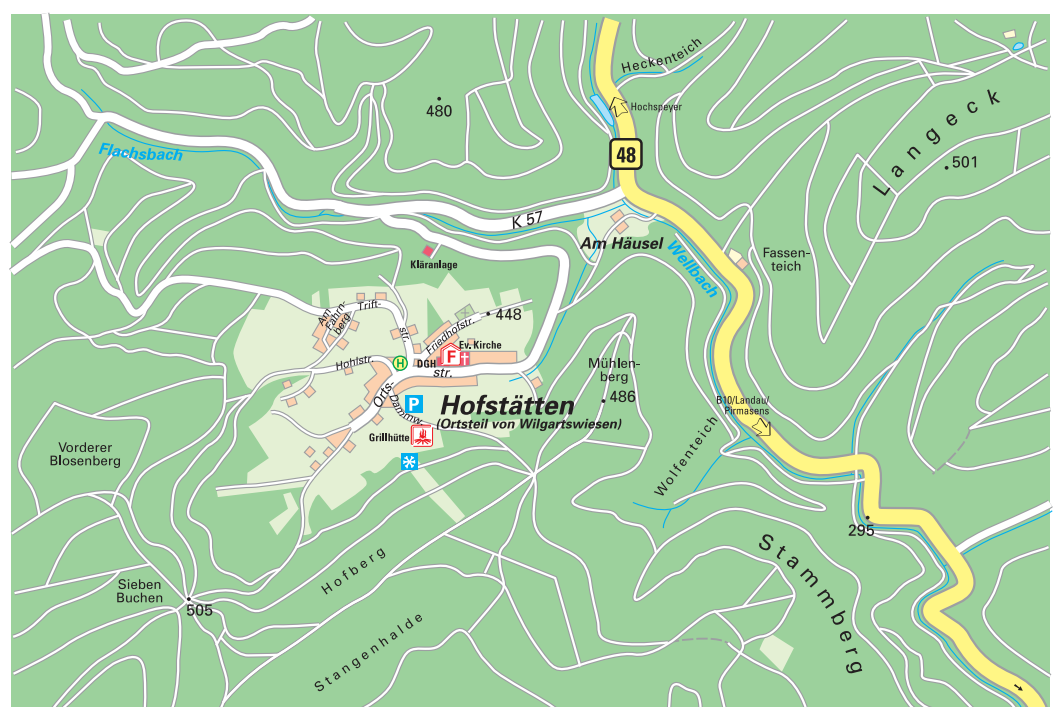 Heckenteich
Hochspeyer
480
48
Langeck
501
Flachsbach
K 57
Am Häusel
Wellbach
Fassen-
teich
Kläranlage
Am
Fahrn-
berg
Trift-
str.
448
Friedhofstr.
Ev. Kirche
Hohlstr.
H
DGH
F
Orts-
str.
Mühlen-
berg
486
P
Dammw.
Hofstätten
(Ortsteil von Wilgartswiesen)
Grillhütte
B10/Landau/
Pirmasens
Vorderer
Blosenberg
Wolfenteich
295
Stammberg
Hofberg
Sieben
Buchen
505
Stangenhalde